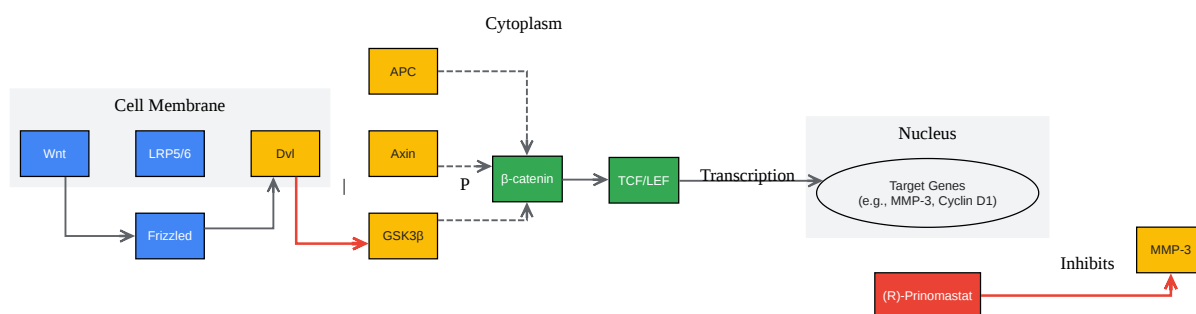 Cytoplasm
APC
Cell Membrane
Wnt
LRP5/6
Dvl
Axin
Nucleus
|
P
β-catenin
TCF/LEF
Transcription
Target Genes
(e.g., MMP-3, Cyclin D1)
Frizzled
GSK3β
MMP-3
Inhibits
(R)-Prinomastat